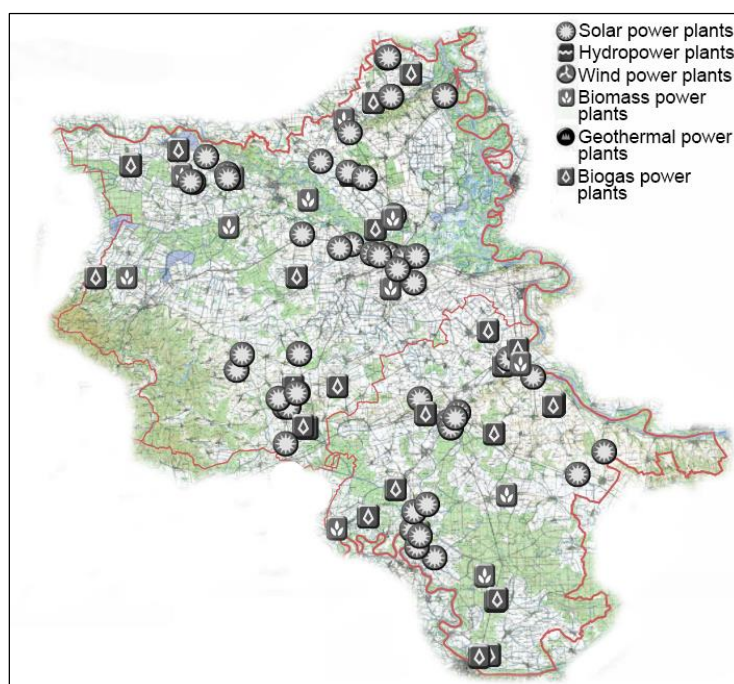 Solar power plants
Hydropower plants
Wind power plants
Biomass power
plants
Geothermal power
plants
Biogas power
plants